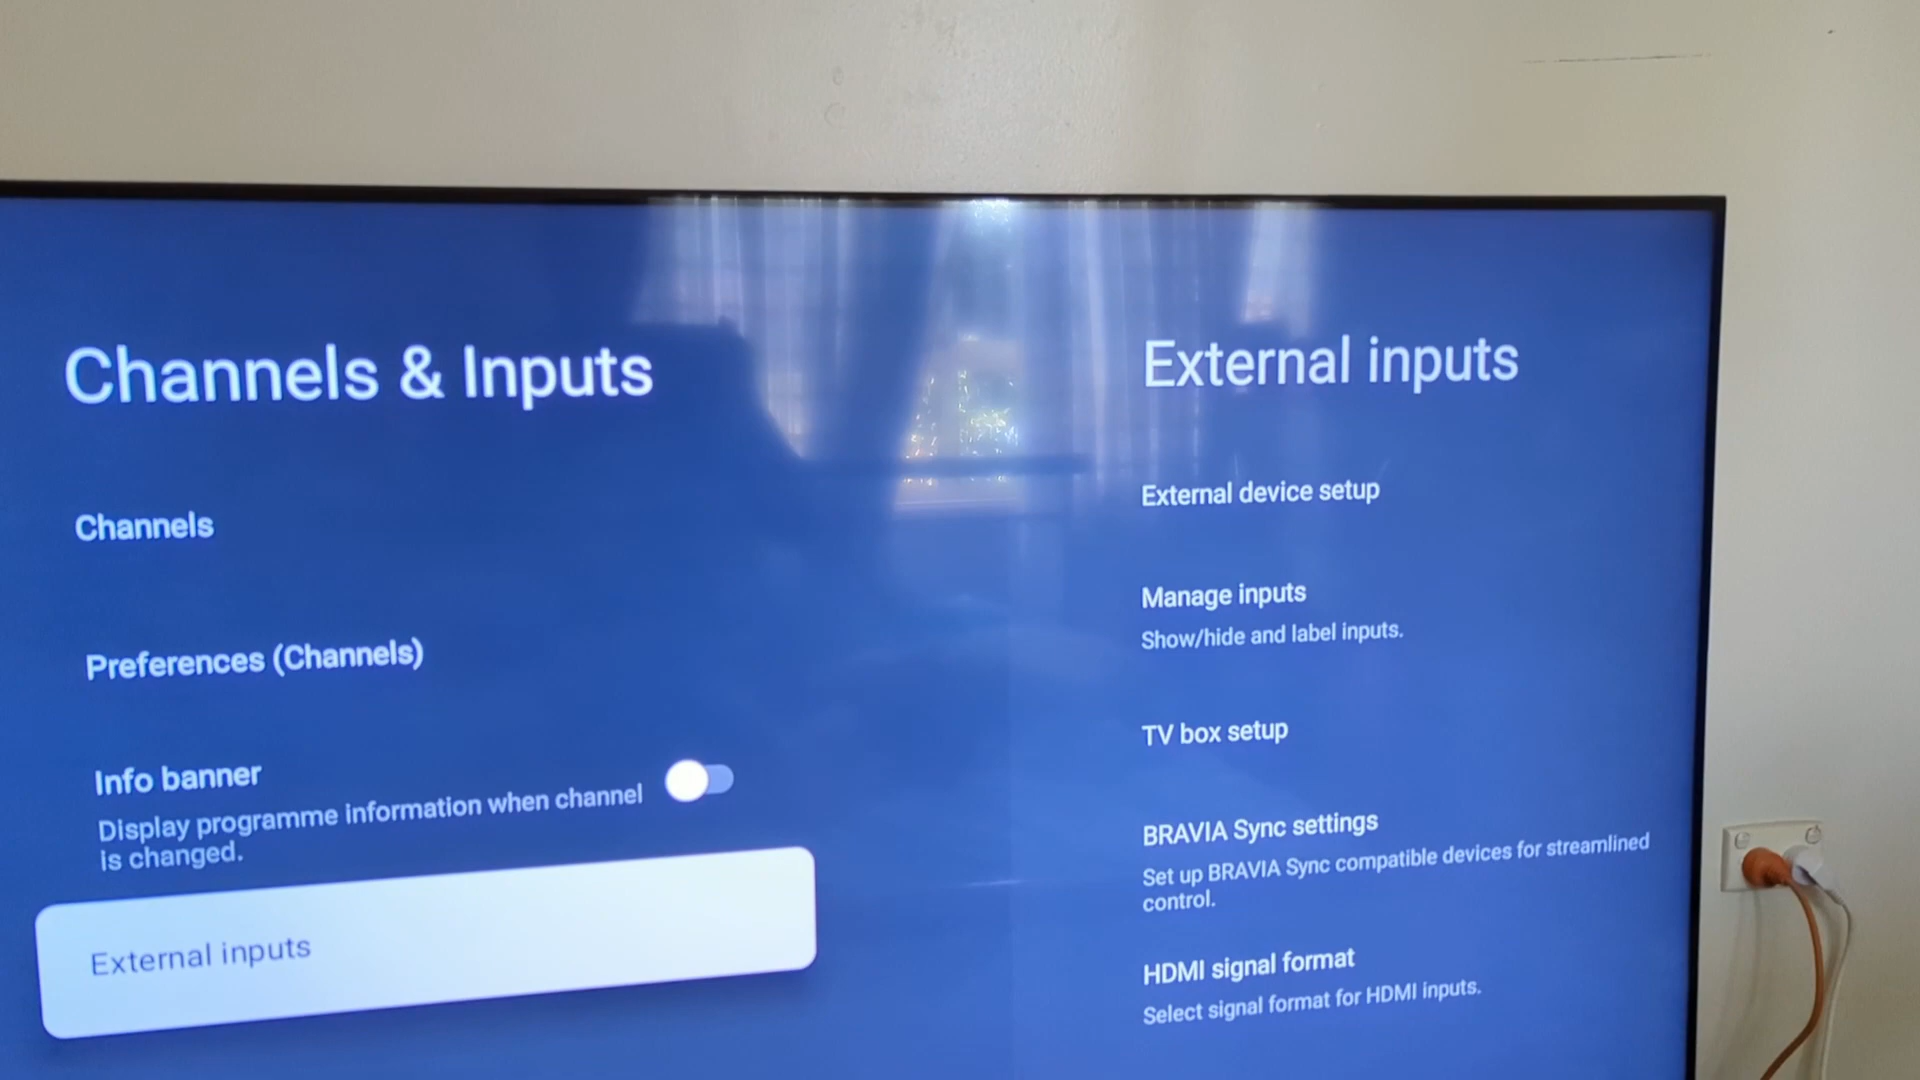 Channels & Inputs
Channels
Preferences (Channels)
Info banner
Display programme information when channel
is changed.
External inputs
External inputs
External device setup
Manage inputs
Show/hide and label inputs.
TV box setup
BRAVIA Sync settings
Set up BRAVIA Sync compatible devices for streamlined
control.
HDMI signal format
Select signal format for HDMI inputs.